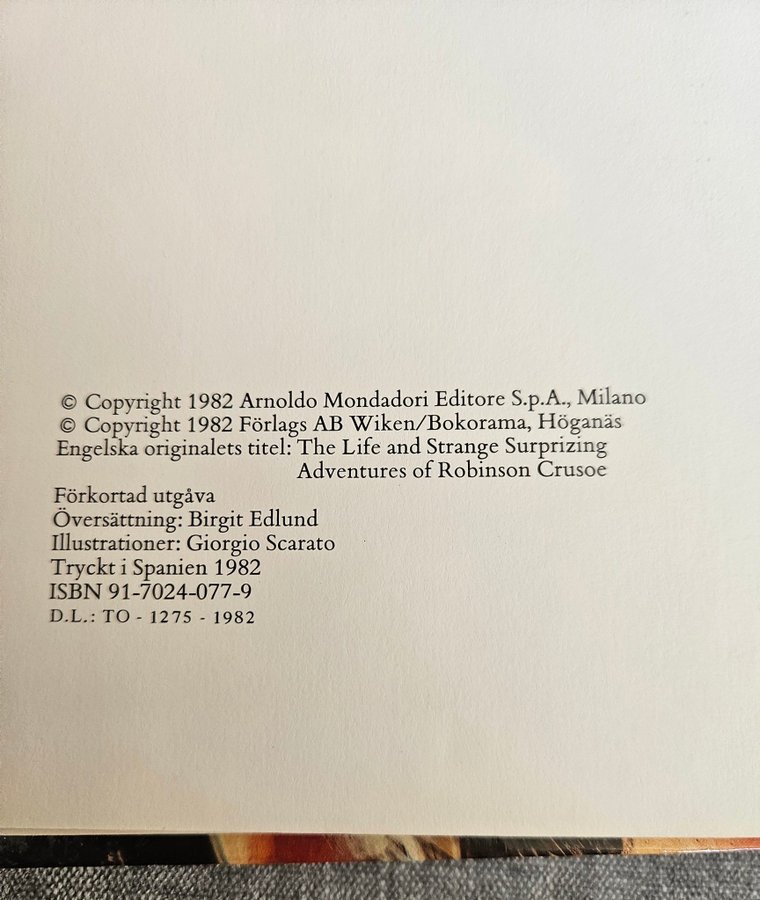 © Copyright 1982 Arnoldo Mondadori Editore S.p.A., Milano
© Copyright 1982 Förlags AB Wiken/Bokorama, Höganäs
Engelska originalets titel: The Life and Strange Surprizing
Adventures of Robinson Crusoe
Förkortad utgåva
Översättning: Birgit Edlund
Illustrationer: Giorgio Scarato
Tryckt i Spanien 1982
ISBN 91-7024-077-9
D.L.: TO - 1275 - 1982